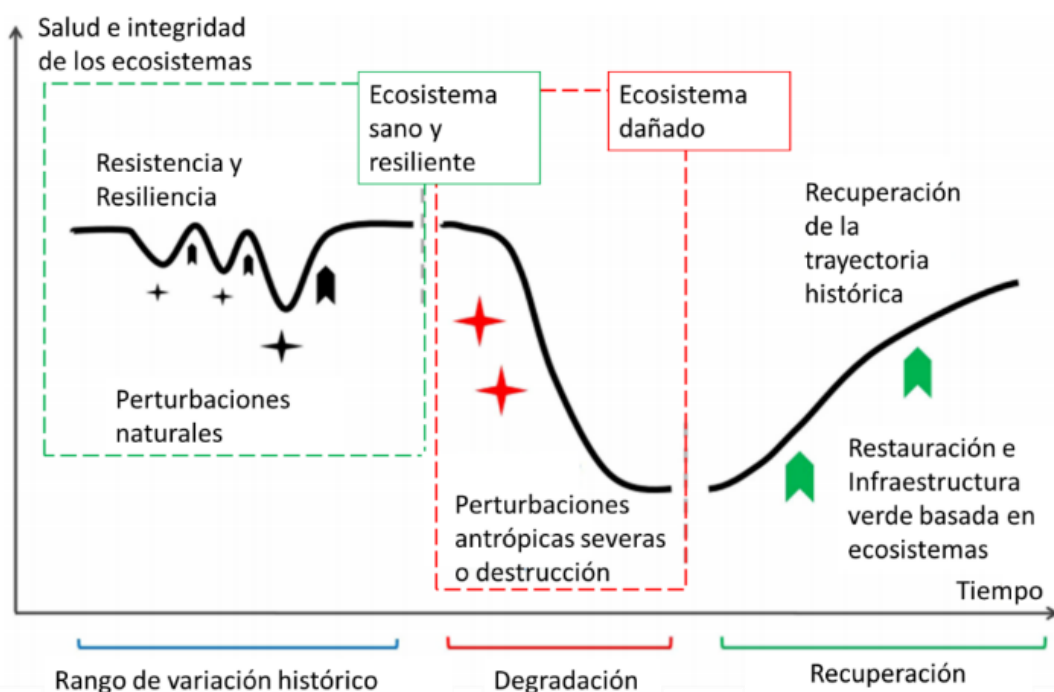 Salud e integridad
de los ecosistemas
Ecosistema
sano y
resiliente
Ecosistema
dañado
Resistencia y
Resiliencia
Recuperación
de la
trayectoria
histórica
Perturbaciones
naturales
Perturbaciones
antrópicas severas
o destrucción
Restauración e
Infraestructura
verde basada en
ecosistemas
Tiempo
Rango de variación histórico
Degradación
Recuperación